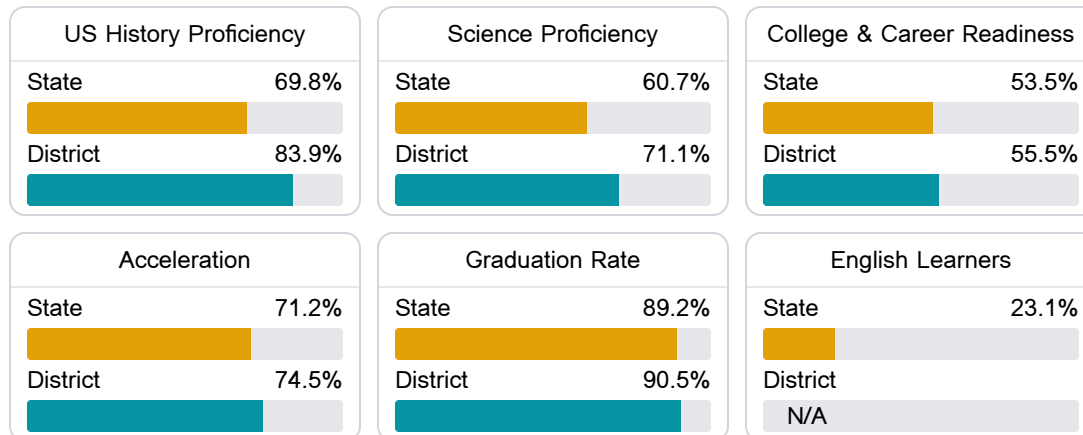 US History Proficiency
State 69.8%
District 83.9%
Science Proficiency
State 60.7%
District 71.1%
College & Career Readiness
State 53.5%
District 55.5%
Acceleration
State 71.2%
District 74.5%
Graduation Rate
State 89.2%
District 90.5%
English Learners
State 23.1%
District
N/A